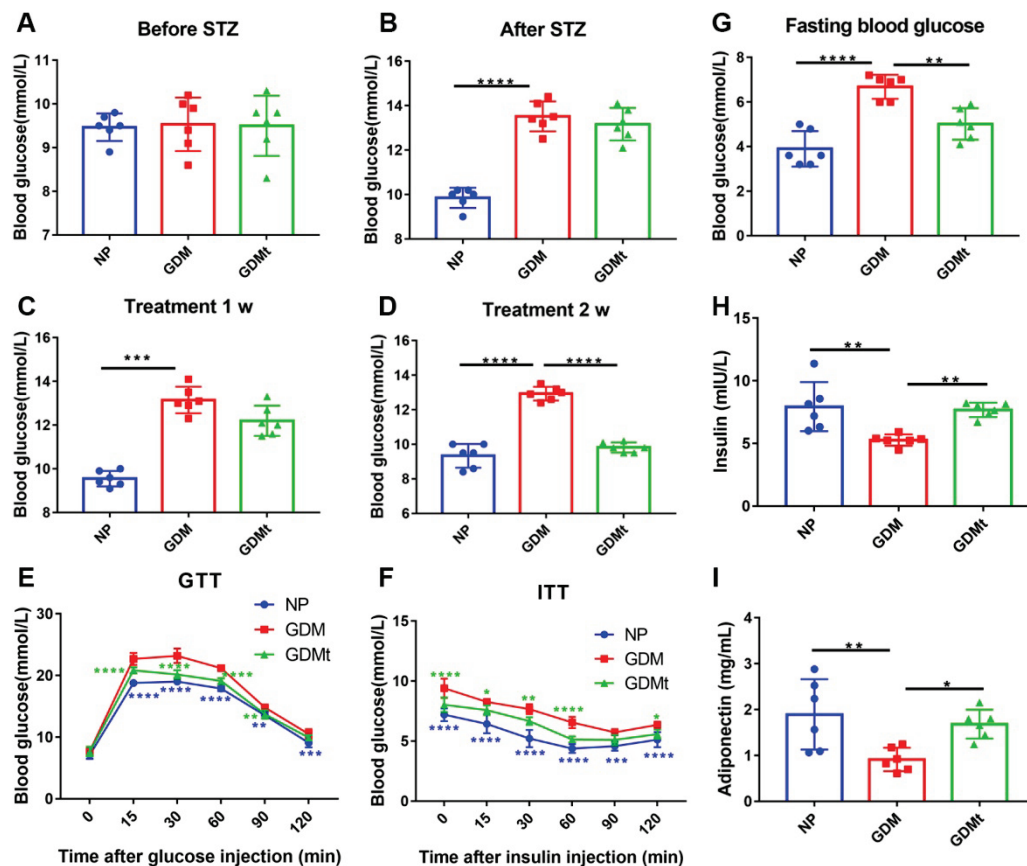 A
Before STZ
Blood glucose(mmol/L)
11
10
9
8
7
NP
GDM
GDMt
B
After STZ
Blood glucose(mmol/L)
16
14
12
10
8
****
NP
GDM
GDMt
G
Fasting blood glucose
Blood glucose(mmol/L)
8
6
4
2
0
****
**
NP
GDM
GDMt
C
Treatment 1 w
Blood glucose(mmol/L)
16
14
12
10
8
***
NP
GDM
GDMt
D
Treatment 2 w
Blood glucose(mmol/L)
16
14
12
10
8
6
****
****
NP
GDM
GDMt
H
Insulin (mIU/L)
10
5
0
**
**
NP
GDM
GDMt
E
GTT
Blood glucose(mmol/L)
30
20
10
0
NP
GDM
GDMt
****
****
****
****
****
****
**
***
0
15
30
60
90
120
Time after glucose injection (min)
F
ITT
Blood glucose(mmol/L)
15
10
5
0
NP
GDM
GDMt
****
*
**
****
*
****
****
****
****
***
****
0
15
30
60
90
120
Time after insulin injection (min)
I
Adiponectin (mg/mL)
4
3
2
1
0
**
*
NP
GDM
GDMt